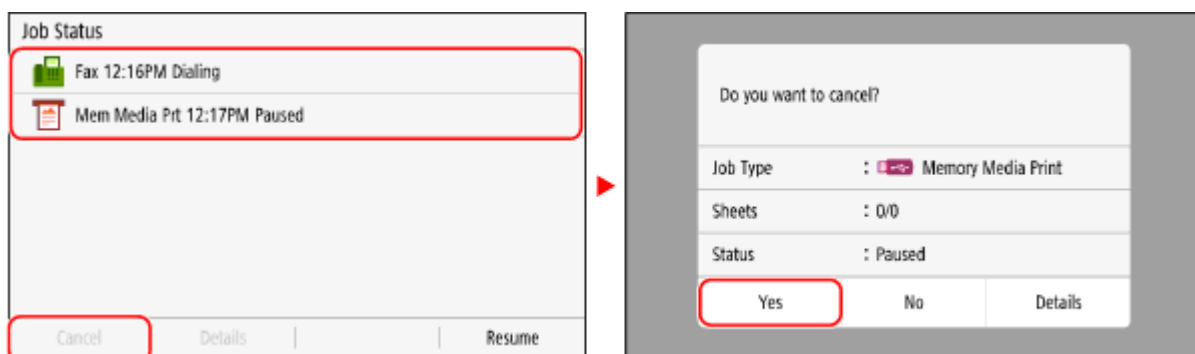 Job Status
Fax 12:16PM Dialing
Mem Media Prt 12:17PM Paused
Cancel Details Resume
Do you want to cancel?
Job Type : Memory Media Print
Sheets : 0/0
Status : Paused
Yes No Details